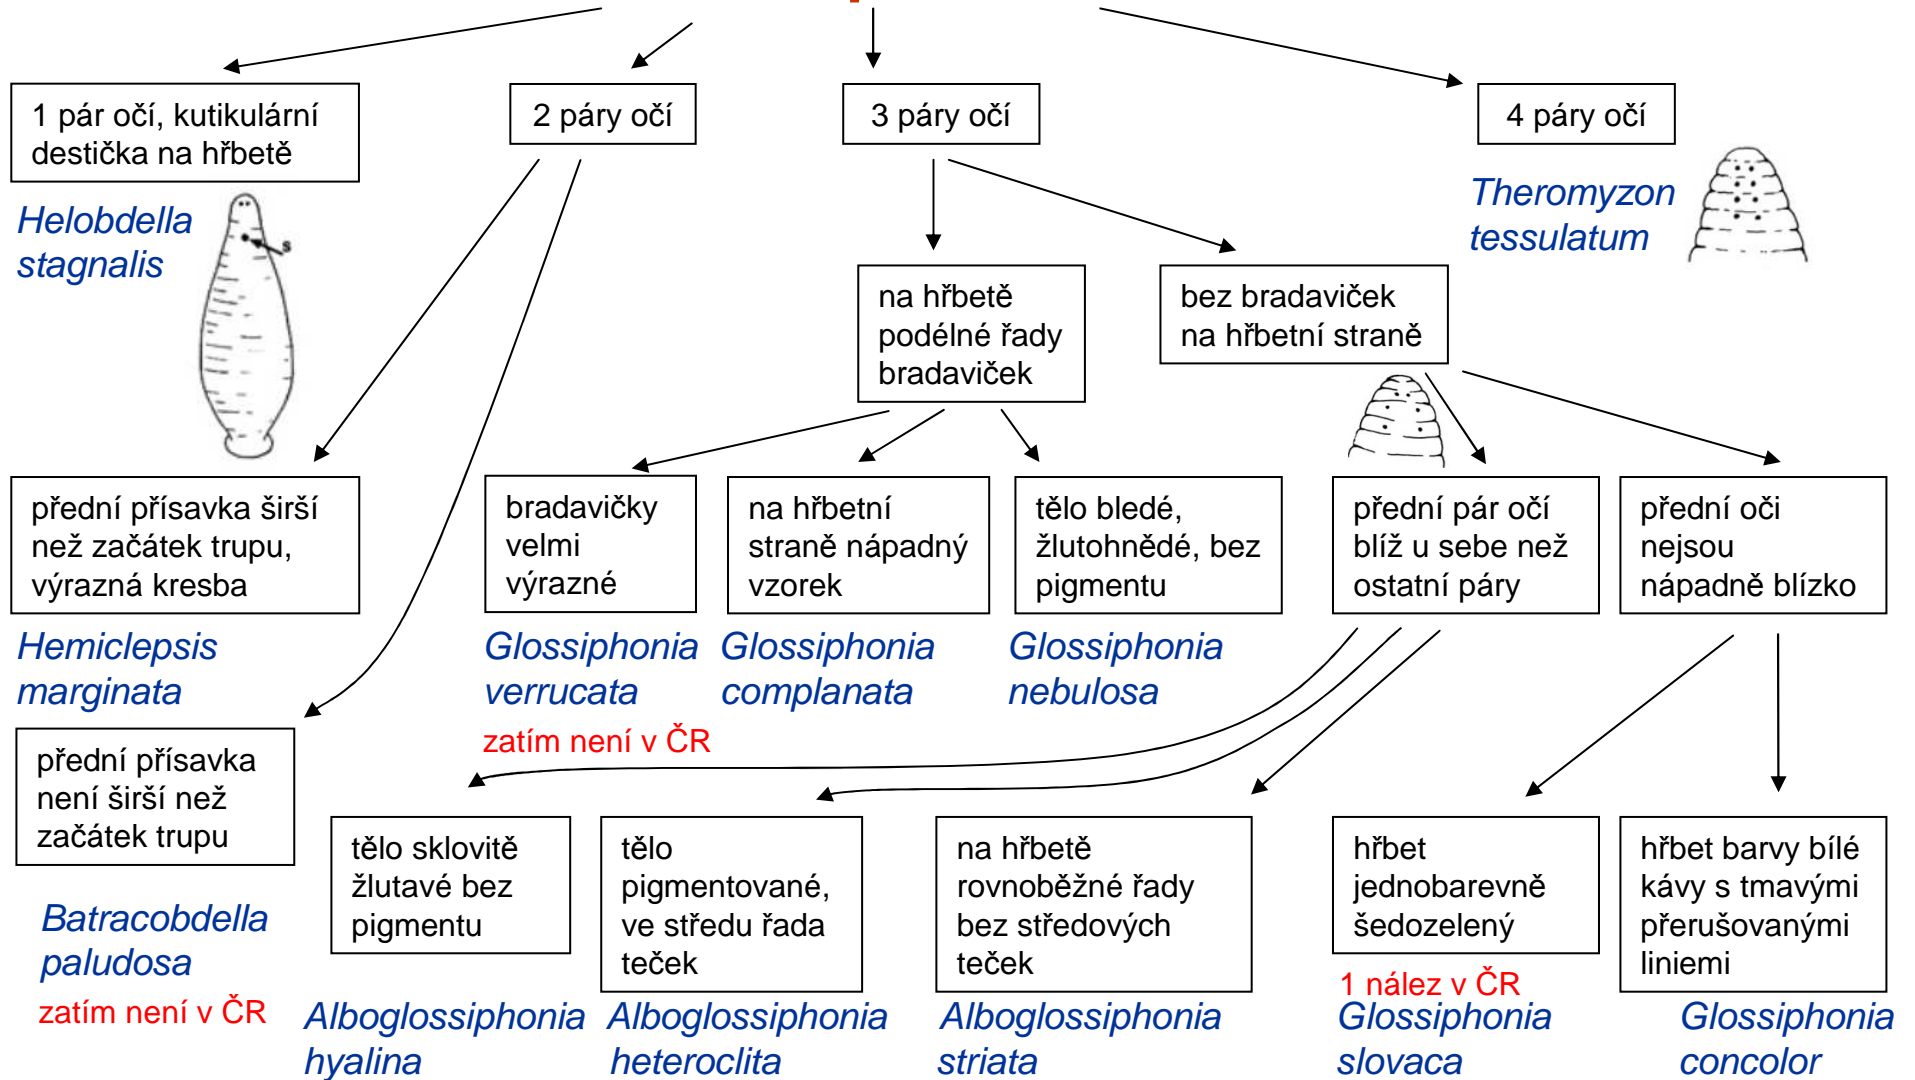 1 pár očí, kutikulární
destička na hřbetě
2 páry očí
3 páry očí
4 páry očí
Helobdella
stagnalis
s
Theromyzon
tessulatum
na hřbetě
podélné řady
bradaviček
bez bradaviček
na hřbetní straně
přední přísavka širší
než začátek trupu,
výrazná kresba
bradavičky
velmi
výrazné
na hřbetní
straně nápadný
vzorek
tělo bledé,
žlutohnědé, bez
pigmentu
přední pár očí
blíž u sebe než
ostatní páry
přední oči
nejsou
nápadně blízko
Hemiclepsis
marginata
Glossiphonia
verrucata
zatím není v ČR
Glossiphonia
complanata
Glossiphonia
nebulosa
přední přísavka
není širší než
začátek trupu
Batracobdella
paludosa
zatím není v ČR
tělo sklovitě
žlutavé bez
pigmentu
tělo
pigmentované,
ve středu řada
teček
na hřbetě
rovnoběžné řady
bez středových
teček
hřbet
jednobarevně
šedozelený
hřbet barvy bílé
kávy s tmavými
přerušovanými
liniemi
Alboglossiphonia
hyalina
Alboglossiphonia
heteroclita
Alboglossiphonia
striata
1 nález v ČR
Glossiphonia
slovaca
Glossiphonia
concolor